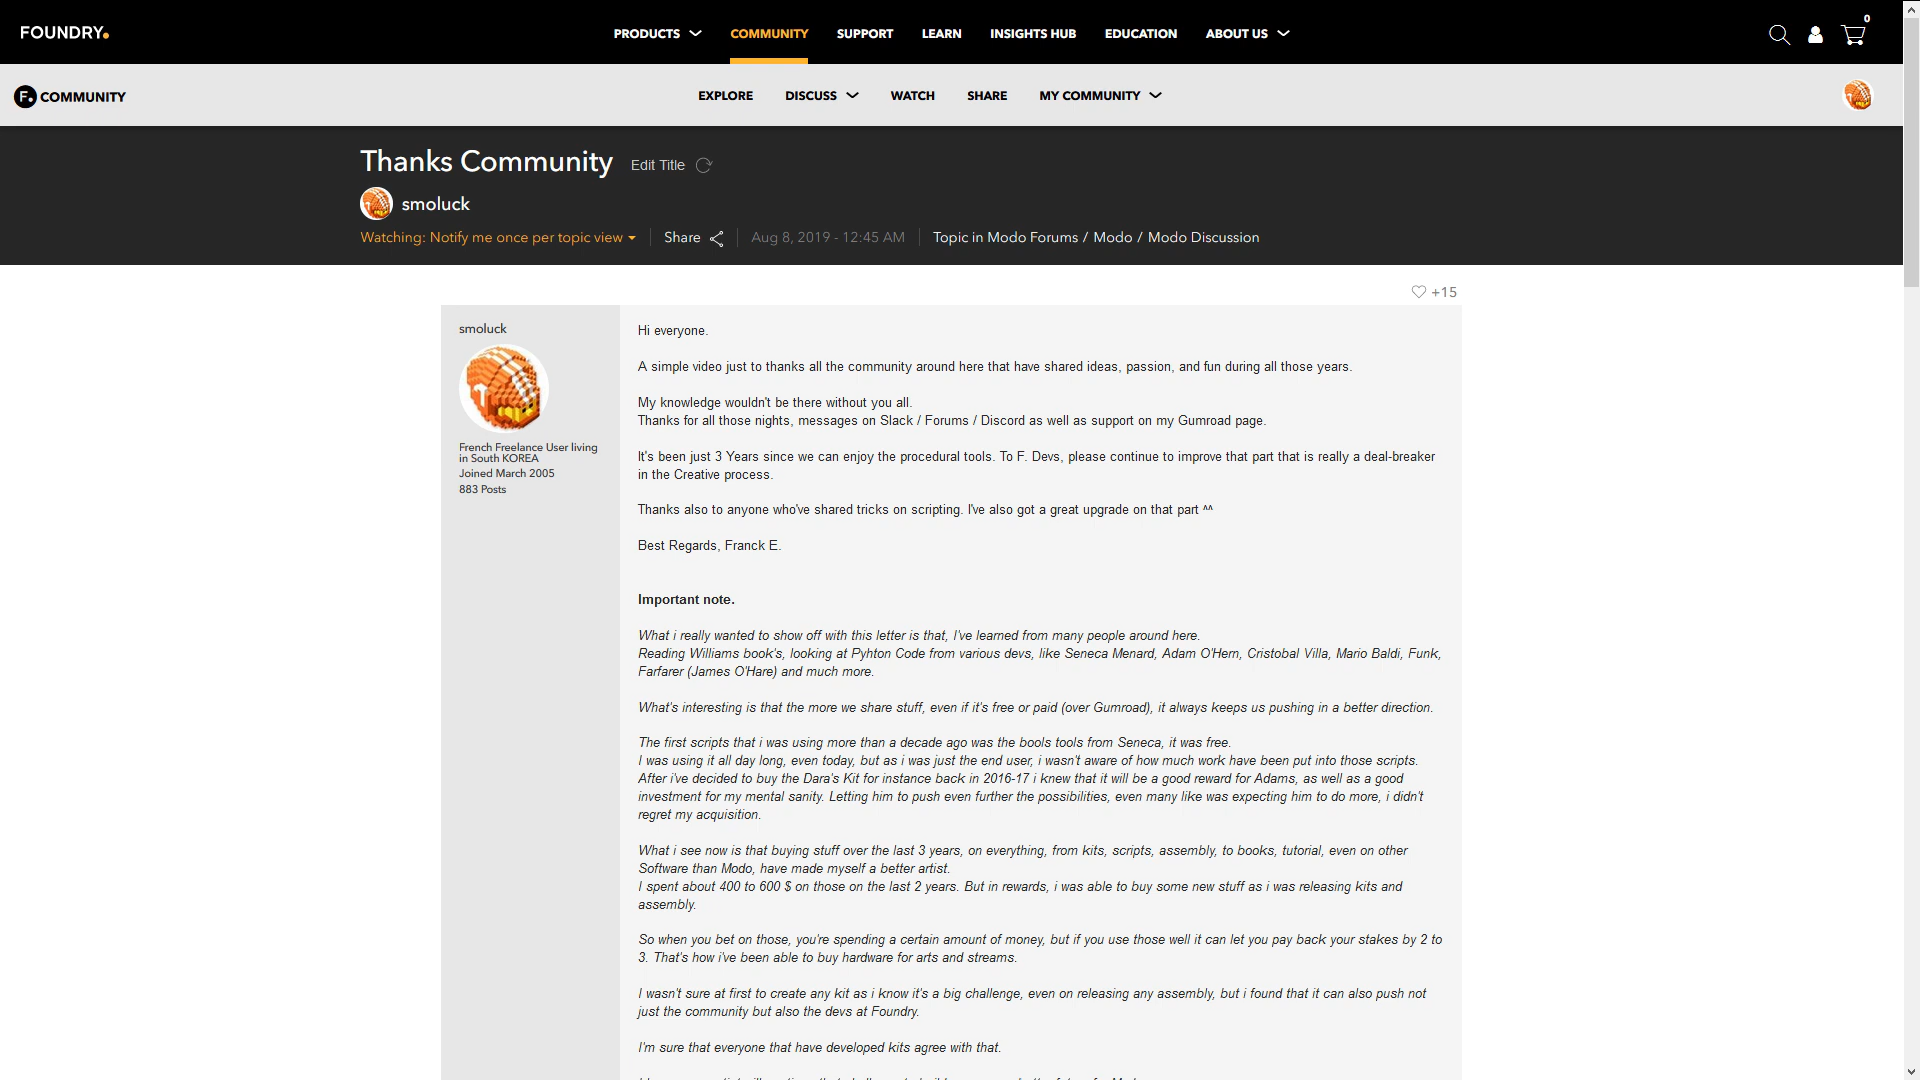 FOUNDRY.
PRODUCTS
COMMUNITY
SUPPORT
LEARN
INSIGHTS HUB
EDUCATION
ABOUT US
0
F. COMMUNITY
EXPLORE
DISCUSS
WATCH
SHARE
MY COMMUNITY
Thanks Community Edit Title
smoluck
Watching: Notify me once per topic view
Share
Aug 8, 2019 - 12:45 AM
Topic in Modo Forums / Modo / Modo Discussion
+15
smoluck
French Freelance User living
in South KOREA
Joined March 2005
883 Posts
Hi everyone.
A simple video just to thanks all the community around here that have shared ideas, passion, and fun during all those years.
My knowledge wouldn't be there without you all.
Thanks for all those nights, messages on Slack / Forums / Discord as well as support on my Gumroad page.
It's been just 3 Years since we can enjoy the procedural tools. To F. Devs, please continue to improve that part that is really a deal-breaker
in the Creative process.
Thanks also to anyone who've shared tricks on scripting. I've also got a great upgrade on that part ^^
Best Regards, Franck E.
Important note.
What i really wanted to show off with this letter is that, I've learned from many people around here.
Reading Williams book's, looking at Pyhton Code from various devs, like Seneca Menard, Adam O'Hern, Cristobal Villa, Mario Baldi, Funk,
Farfarer (James O'Hare) and much more.
What's interesting is that the more we share stuff, even if it's free or paid (over Gumroad), it always keeps us pushing in a better direction.
The first scripts that i was using more than a decade ago was the bools tools from Seneca, it was free.
I was using it all day long, even today, but as i was just the end user, i wasn't aware of how much work have been put into those scripts.
After i've decided to buy the Dara's Kit for instance back in 2016-17 i knew that it will be a good reward for Adams, as well as a good
investment for my mental sanity. Letting him to push even further the possibilities, even many like was expecting him to do more, i didn't
regret my acquisition.
What i see now is that buying stuff over the last 3 years, on everything, from kits, scripts, assembly, to books, tutorial, even on other
Software than Modo, have made myself a better artist.
I spent about 400 to 600 $ on those on the last 2 years. But in rewards, i was able to buy some new stuff as i was releasing kits and
assembly.
So when you bet on those, you're spending a certain amount of money, but if you use those well it can let you pay back your stakes by 2 to
3. That's how i've been able to buy hardware for arts and streams.
I wasn't sure at first to create any kit as i know it's a big challenge, even on releasing any assembly, but i found that it can also push not
just the community but also the devs at Foundry.
I'm sure that everyone that have developed kits agree with that.